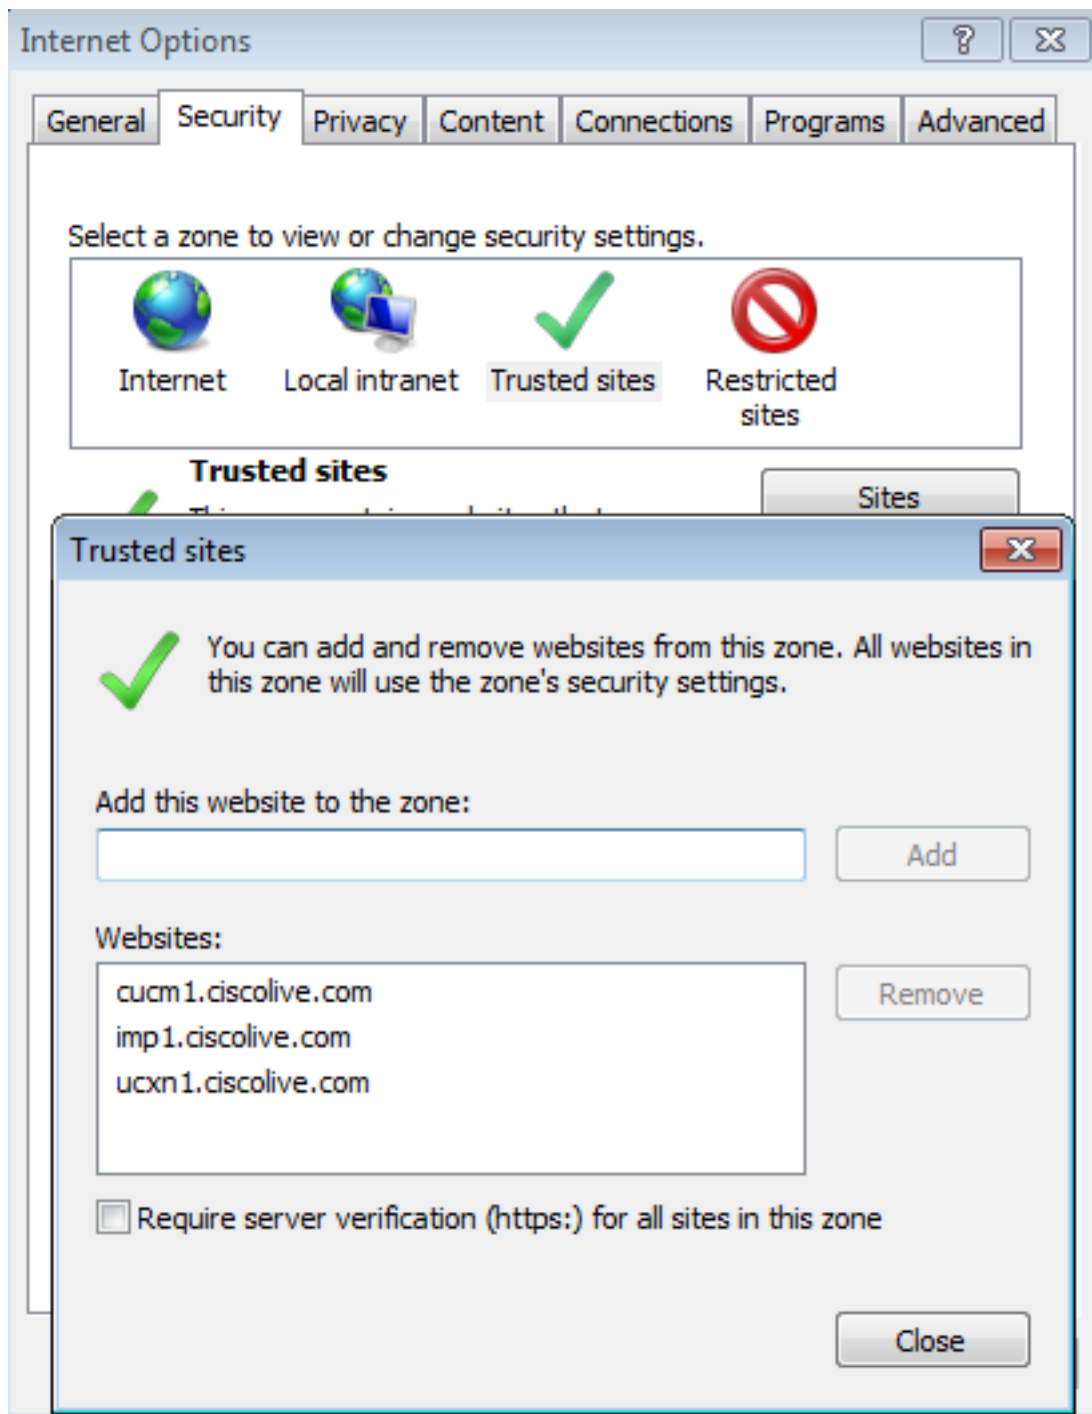 Internet Options
General Security Privacy Content Connections Programs Advanced
Select a zone to view or change security settings.
Internet Local intranet Trusted sites Restricted
sites
Trusted sites
Sites
Trusted sites
You can add and remove websites from this zone. All websites in
this zone will use the zone's security settings.
Add this website to the zone:
Add
Websites:
cucm1.ciscolive.com
Remove
imp1.ciscolive.com
ucxn1.ciscolive.com
Require server verification (https:) for all sites in this zone
Close